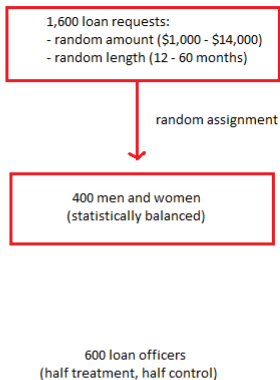 1,600 loan requests:
- random amount ($1,000 - $14,000)
- random length (12 - 60 months)
random assignment
400 men and women
(statistically balanced)
600 loan officers
(half treatment, half control)